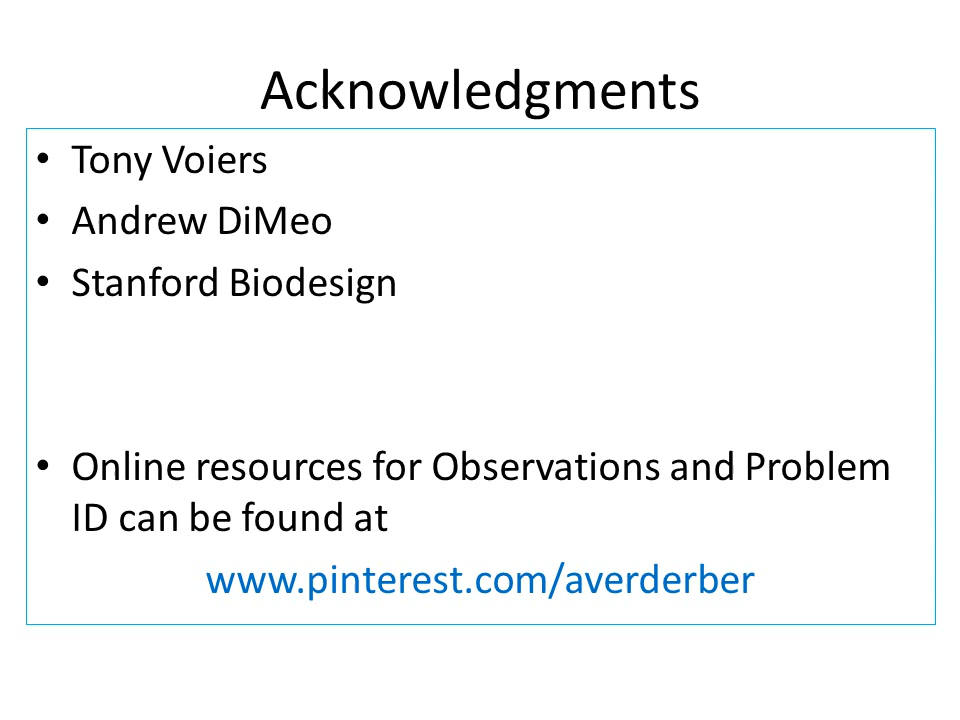 Acknowledgments
• Tony Voiers
• Andrew DiMeo
• Stanford Biodesign
• Online resources for Observations and Problem
ID can be found at
www.pinterest.com/averderber